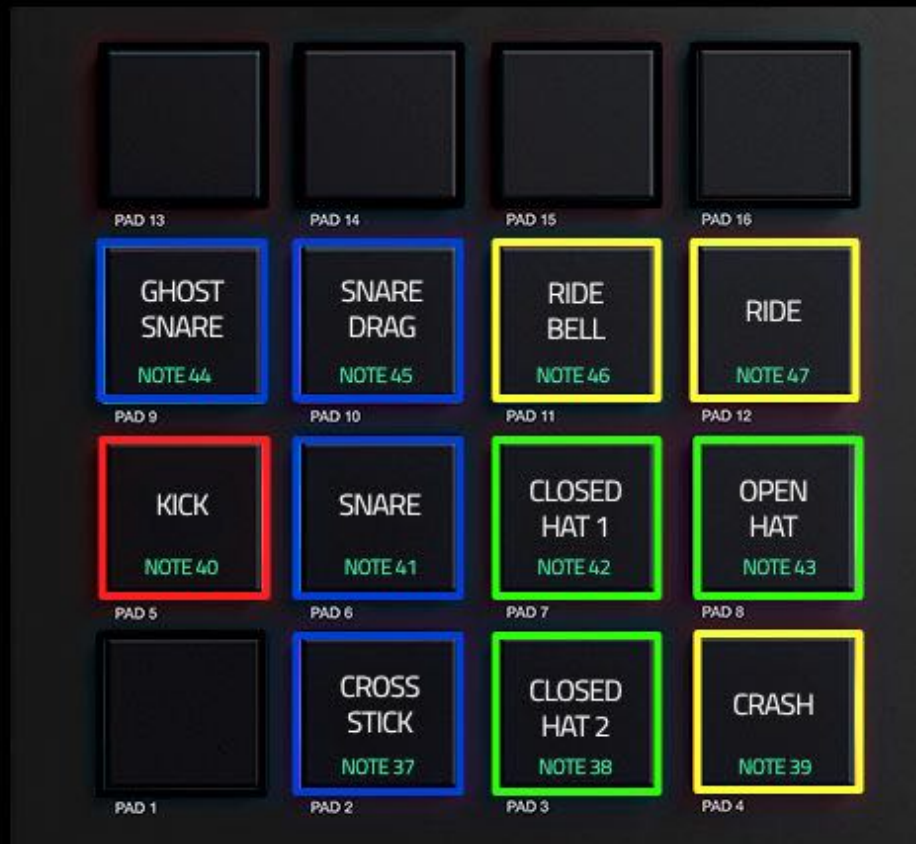 PAD 13
PAD 14
PAD 15
PAD 16
GHOST
SNARE
NOTE 44
SNARE
DRAG
NOTE 45
RIDE
BELL
NOTE 46
RIDE
NOTE 47
PAD 9
PAD 10
PAD 11
PAD 12
KICK
NOTE 40
SNARE
NOTE 41
CLOSED
HAT 1
NOTE 42
OPEN
HAT
NOTE 43
PAD 5
PAD 6
PAD 7
PAD 8
CROSS
STICK
NOTE 37
CLOSED
HAT 2
NOTE 38
CRASH
NOTE 39
PAD 1
PAD 2
PAD 3
PAD 4